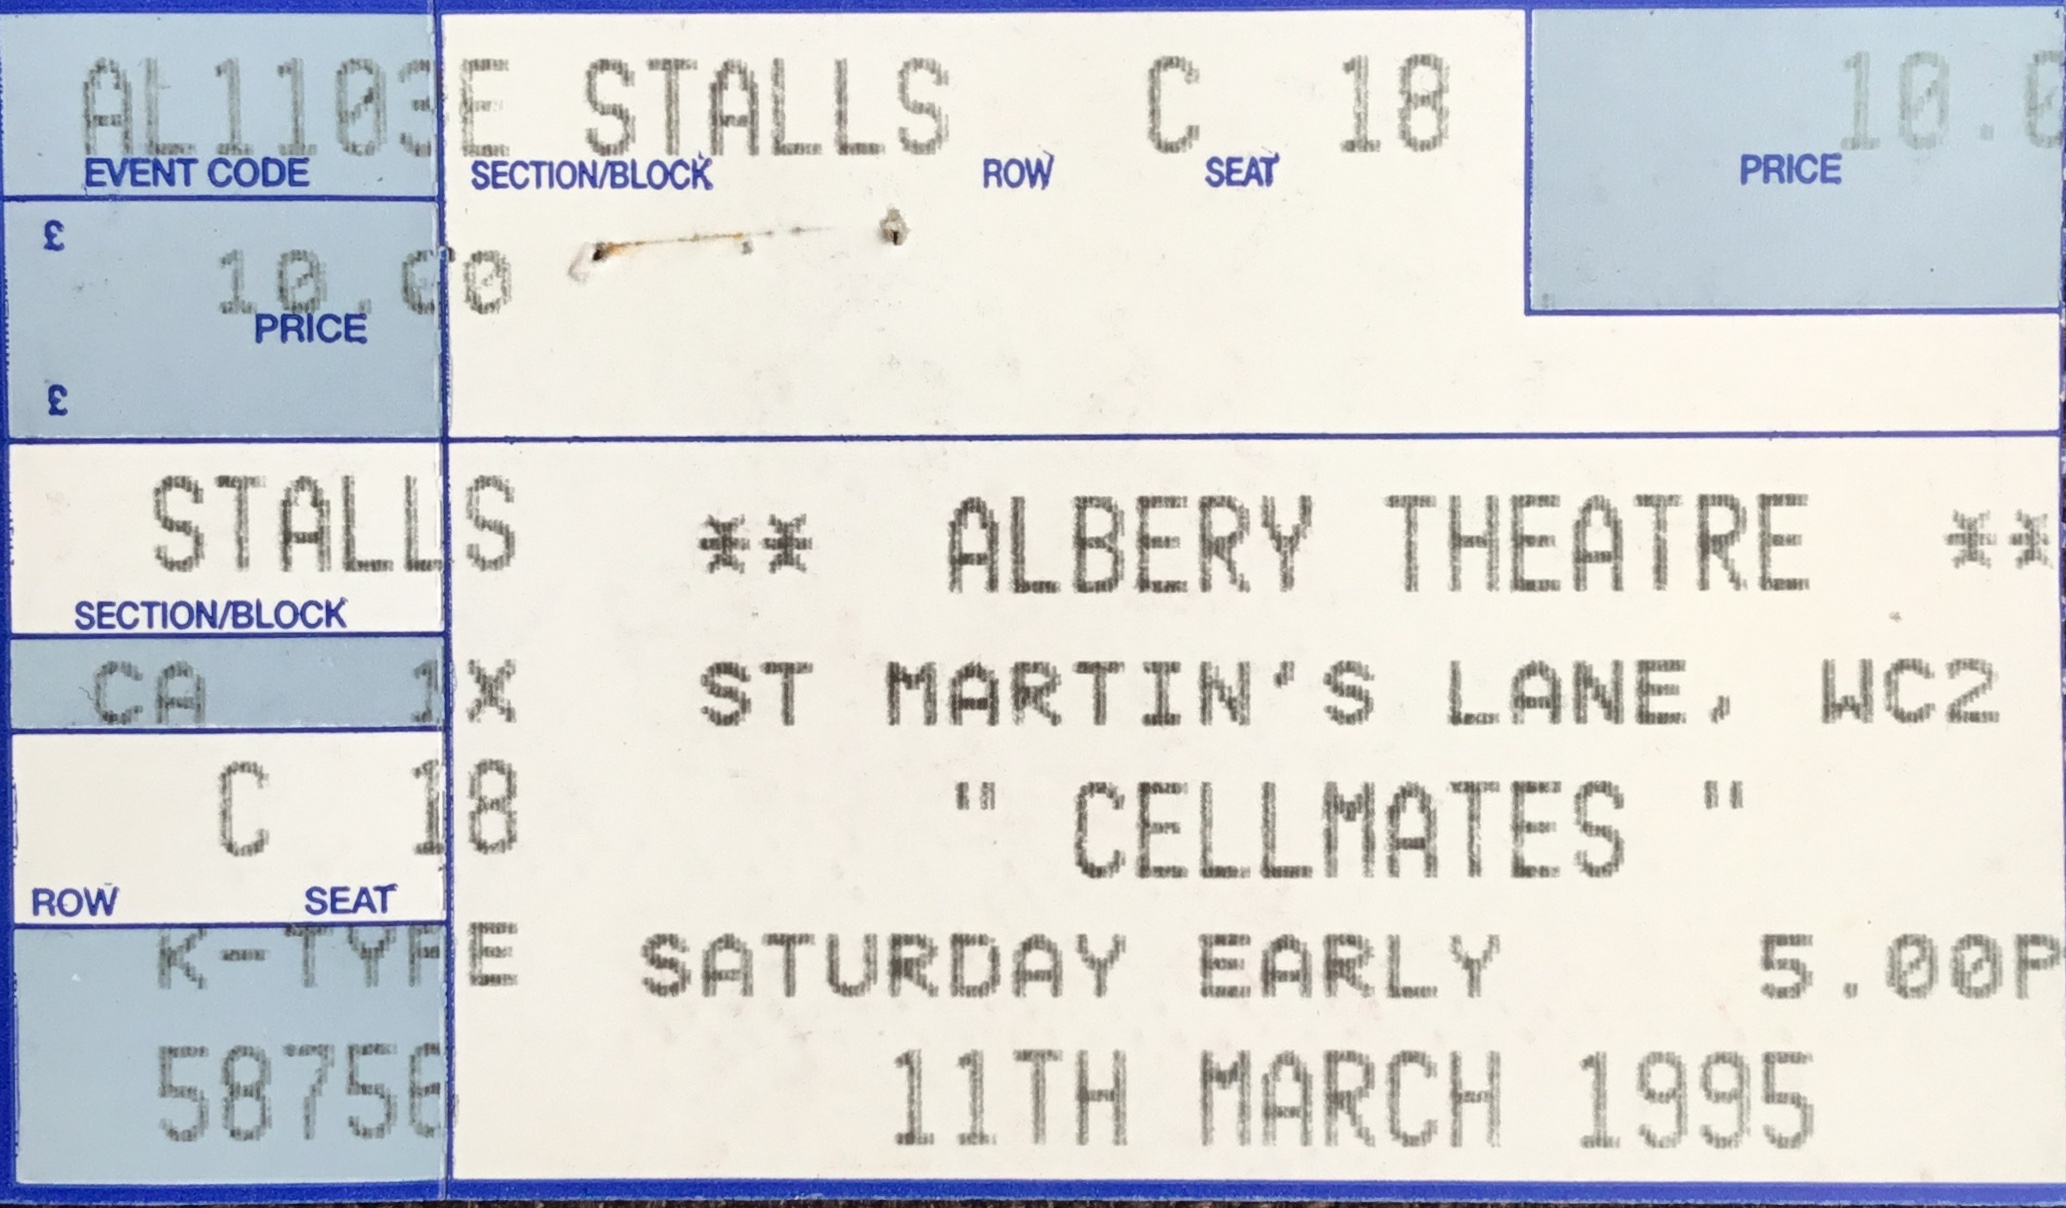 AL1103E STALLS C 18 10.0
EVENT CODE SECTION/BLOCK ROW SEAT PRICE
£
10.00
PRICE
£
STALLS ** ALBERY THEATRE **
SECTION/BLOCK
CA 1X ST MARTIN'S LANE, WC2
C 18 " CELLMATES "
ROW SEAT
K-TYPE SATURDAY EARLY 5.00P
58756 11TH MARCH 1995